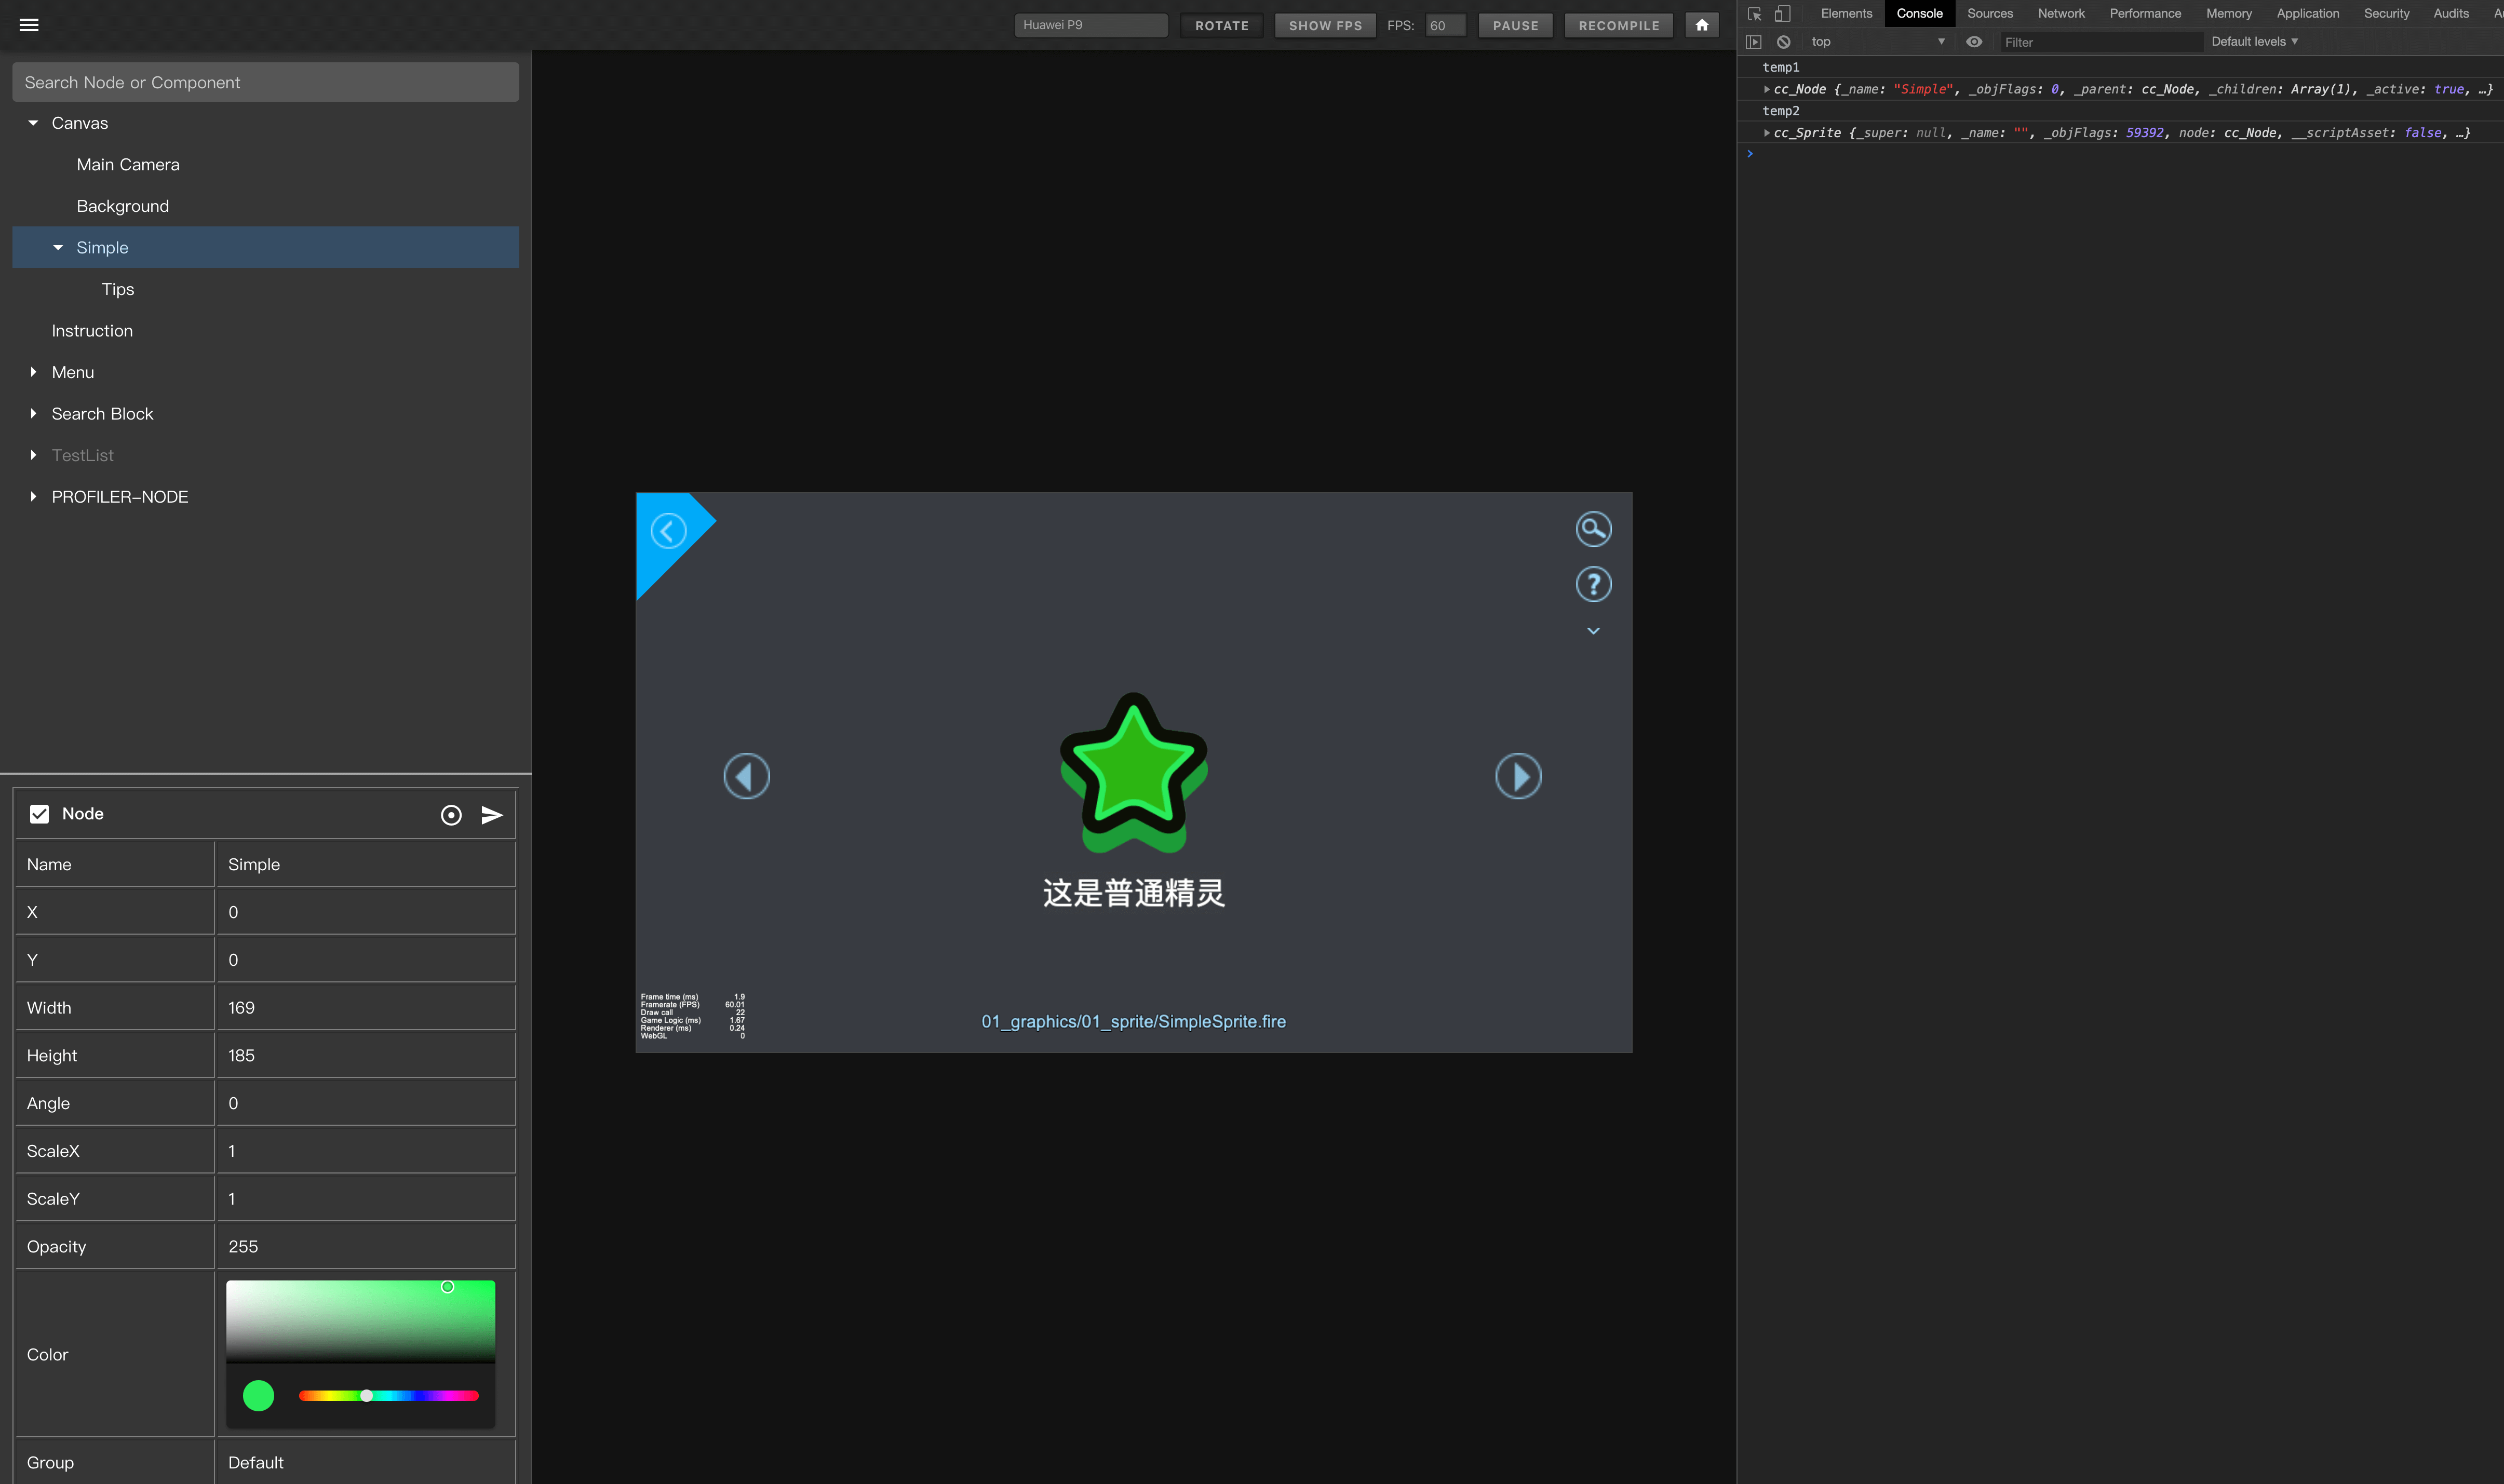 Huawei P9 ROTATE SHOW FPS FPS: 60 PAUSE RECOMPILE
Search Node or Component
Canvas
Main Camera
Background
Simple
Tips
Instruction
Menu
Search Block
TestList
PROFILER-NODE
Node
Name Simple
X 0
Y 0
Width 169
Height 185
Angle 0
ScaleX 1
ScaleY 1
Opacity 255
Color
Group Default
?
这是普通精灵
Frame time (ms) 1.9
Framerate (FPS) 60.01
Draw call 22
Game Logic (ms) 1.67
Renderer (ms) 0.24
WebGL 0
01_graphics/01_sprite/SimpleSprite.fire
Elements Console Sources Network Performance Memory Application Security Audits
top Filter Default levels
temp1
cc_Node {_name: "Simple", _objFlags: 0, _parent: cc_Node, _children: Array(1), _active: true, …}
temp2
cc_Sprite {_super: null, _name: "", _objFlags: 59392, node: cc_Node, __scriptAsset: false, …}